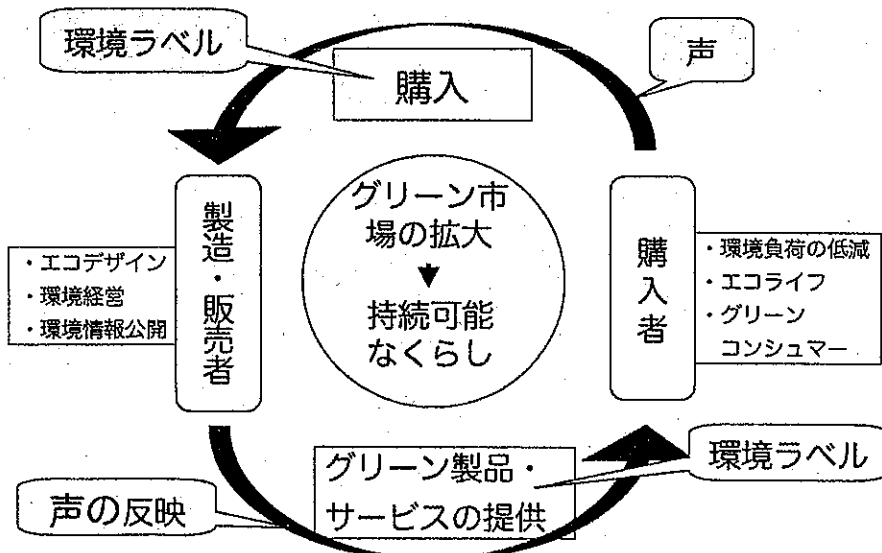 環境ラベル
購入
声
製造・販売者
・エコデザイン
・環境経営
・環境情報公開
グリーン市
場の拡大
持続可能
なくらし
購入者
・環境負荷の低減
・エコライフ
・グリーン
コンシュマー
グリーン製品・
サービスの提供
環境ラベル
声の反映